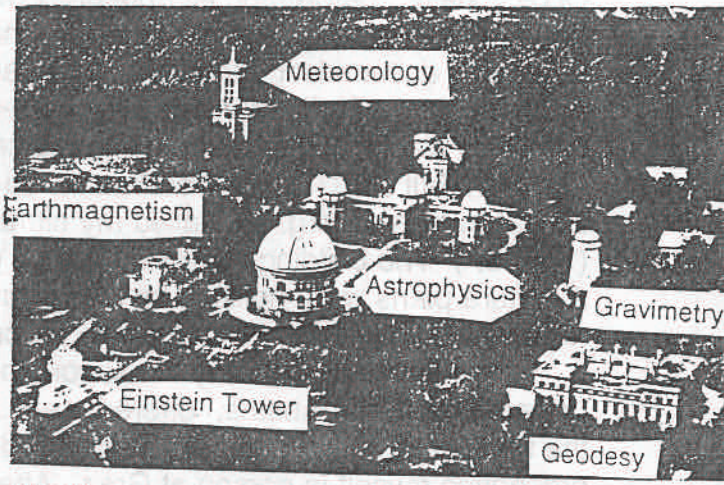 Meteorology
Earthmagnetism
Astrophysics
Gravimetry
Einstein Tower
Geodesy